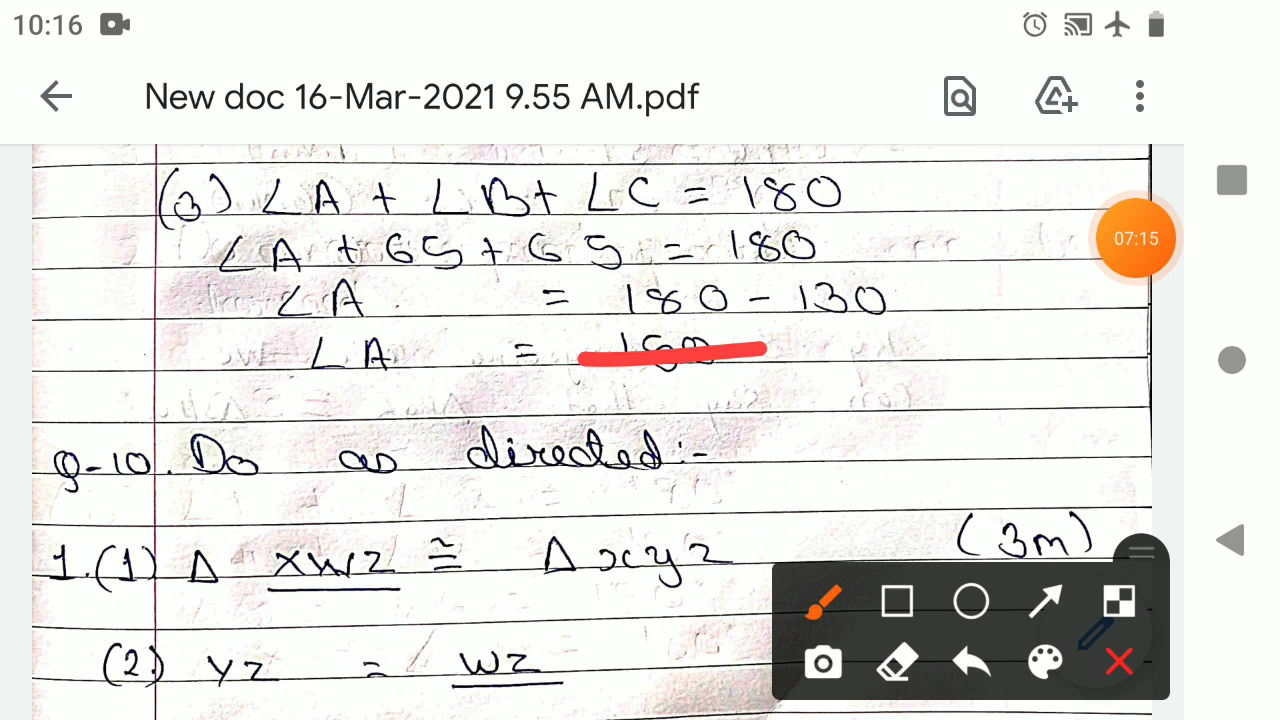 10:16
New doc 16-Mar-2021 9.55 AM.pdf
(3) ∠A + ∠B + ∠C = 180
07:15
∠A + 65 + 65 = 180
∠A = 180 - 130
∠A =
Q-10. Do as directed:-
1.(1) Δ XWZ ≅ Δ xyz (3m)
(2) YZ = WZ